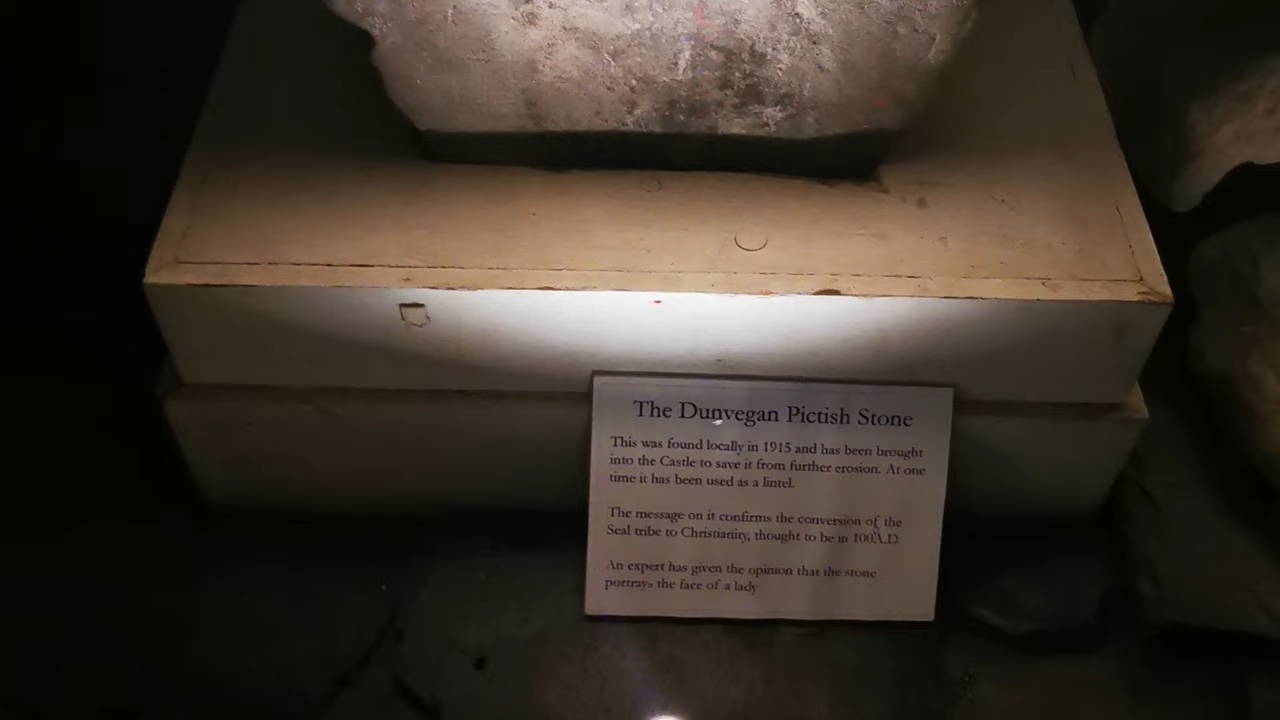 The Dunvegan Pictish Stone
This was found locally in 1915 and has been brought
into the Castle to save it from further erosion. At one
time it has been used as a lintel.
The message on it confirms the conversion of the
Seal tribe to Christianity, thought to be in 100A.D.
An expert has given the opinion that the stone
portrays the face of a lady